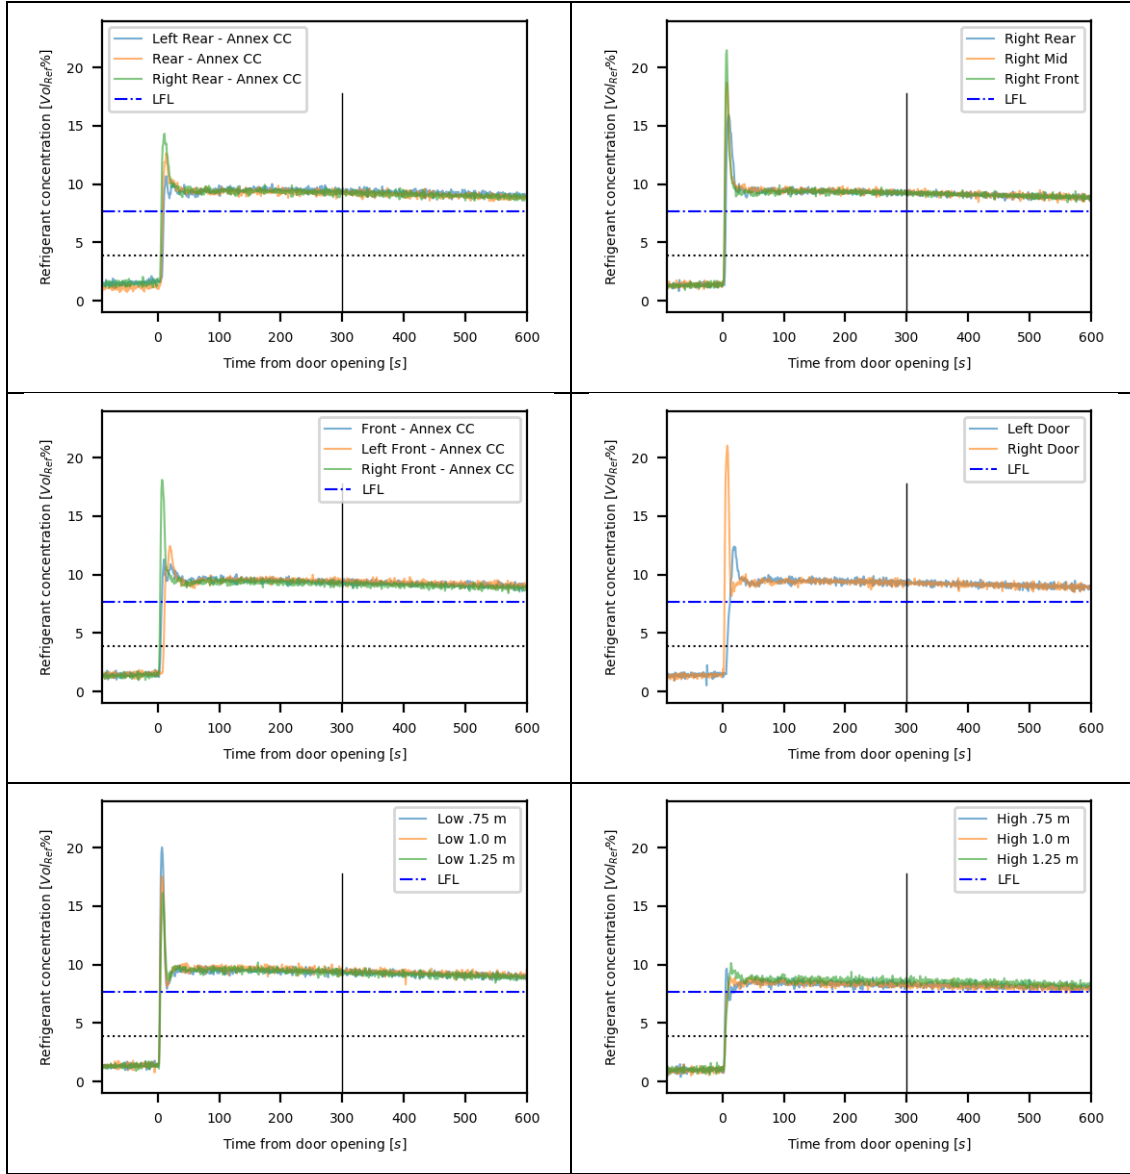 Refrigerant concentration [Vol_Ref%]
20
15
10
5
0
Left Rear - Annex CC
Rear - Annex CC
Right Rear - Annex CC
LFL
0 100 200 300 400 500 600
Time from door opening [s]
Refrigerant concentration [Vol_Ref%]
20
15
10
5
0
Right Rear
Right Mid
Right Front
LFL
0 100 200 300 400 500 600
Time from door opening [s]
Refrigerant concentration [Vol_Ref%]
20
15
10
5
0
Front - Annex CC
Left Front - Annex CC
Right Front - Annex CC
LFL
0 100 200 300 400 500 600
Time from door opening [s]
Refrigerant concentration [Vol_Ref%]
20
15
10
5
0
Left Door
Right Door
LFL
0 100 200 300 400 500 600
Time from door opening [s]
Refrigerant concentration [Vol_Ref%]
20
15
10
5
0
Low .75 m
Low 1.0 m
Low 1.25 m
LFL
0 100 200 300 400 500 600
Time from door opening [s]
Refrigerant concentration [Vol_Ref%]
20
15
10
5
0
High .75 m
High 1.0 m
High 1.25 m
LFL
0 100 200 300 400 500 600
Time from door opening [s]